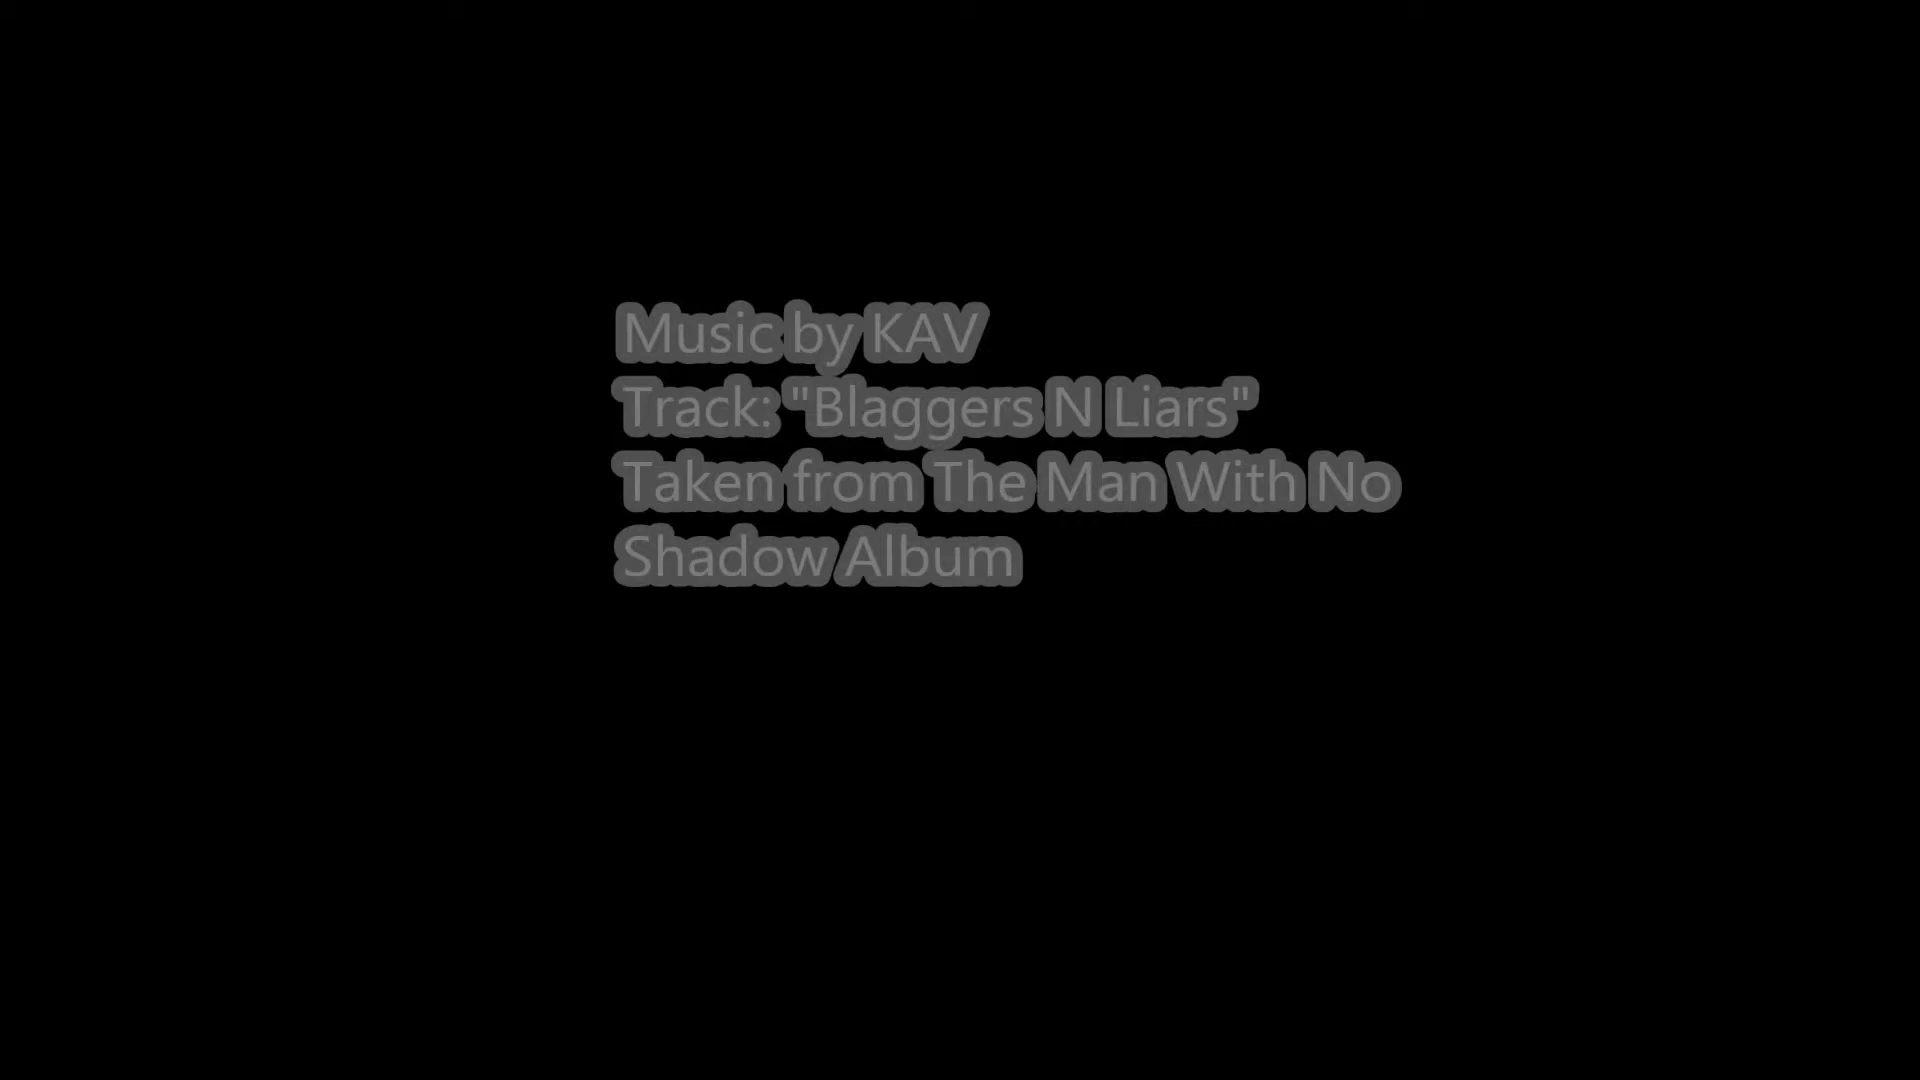 Music by KAV
Track: "Blaggers N Liars"
Taken from The Man With No
Shadow Album